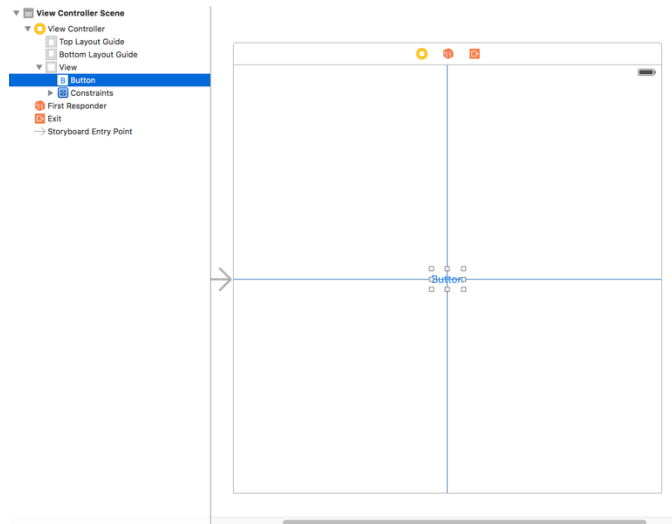 View Controller Scene
View Controller
Top Layout Guide
Bottom Layout Guide
View
B Button
Constraints
First Responder
Exit
Storyboard Entry Point
Button